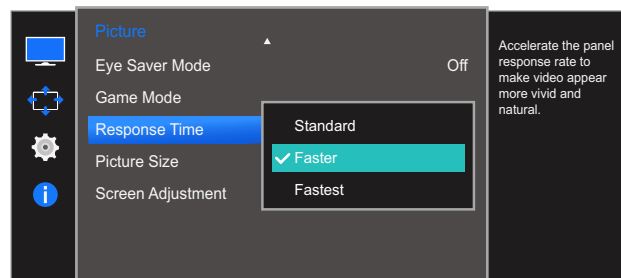 Picture
Eye Saver Mode Off
Game Mode
Response Time
Picture Size
Screen Adjustment
Standard
Faster
Fastest
Accelerate the panel
response rate to
make video appear
more vivid and
natural.